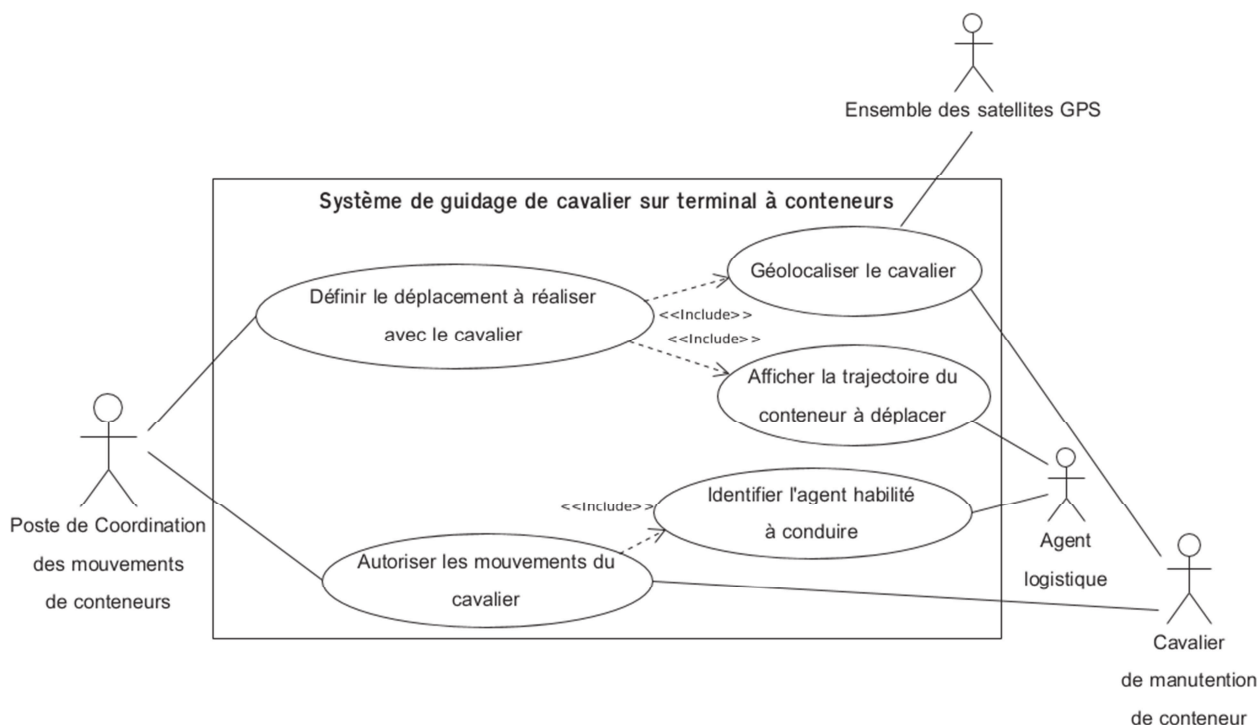 Ensemble des satellites GPS
Système de guidage de cavalier sur terminal à conteneurs
Géolocaliser le cavalier
Définir le déplacement à réaliser
avec le cavalier
<<Include>>
<<Include>>
Afficher la trajectoire du
conteneur à déplacer
Identifier l'agent habilité
à conduire
<<Include>>
Poste de Coordination
des mouvements
de conteneurs
Autoriser les mouvements du
cavalier
Agent
logistique
Cavalier
de manutention
de conteneur